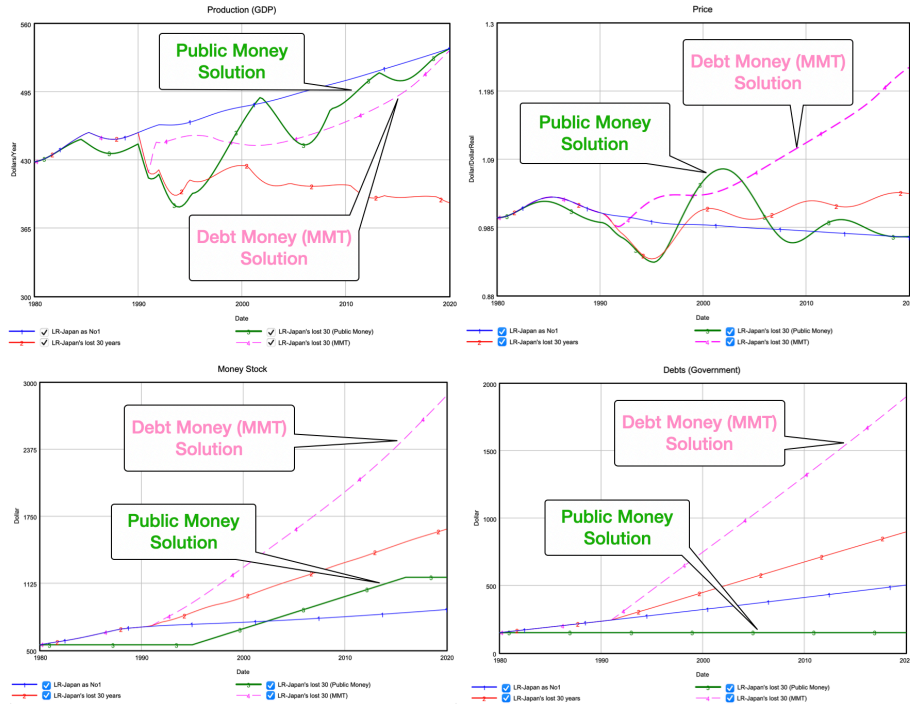 Production (GDP)
560
495
430
365
300
Dollars/Year
Public Money
Solution
Debt Money (MMT)
Solution
1980
1990
2000
2010
2020
Date
LR-Japan as No1
LR-Japan's lost 30 years
LR-Japan's lost 30 (Public Money)
LR-Japan's lost 30 (MMT)
Price
1.3
1.195
1.09
0.985
0.88
Dollar/DollarReal
Debt Money (MMT)
Solution
Public Money
Solution
1980
1990
2000
2010
2020
Date
LR-Japan as No1
LR-Japan's lost 30 years
LR-Japan's lost 30 (Public Money)
LR-Japan's lost 30 (MMT)
Money Stock
3000
2375
1750
1125
500
Dollar
Debt Money (MMT)
Solution
Public Money
Solution
1980
1990
2000
2010
2020
Date
LR-Japan as No1
LR-Japan's lost 30 years
LR-Japan's lost 30 (Public Money)
LR-Japan's lost 30 (MMT)
Debts (Government)
2000
1500
1000
500
0
Dollar
Debt Money (MMT)
Solution
Public Money
Solution
1980
1990
2000
2010
2020
Date
LR-Japan as No1
LR-Japan's lost 30 years
LR-Japan's lost 30 (Public Money)
LR-Japan's lost 30 (MMT)